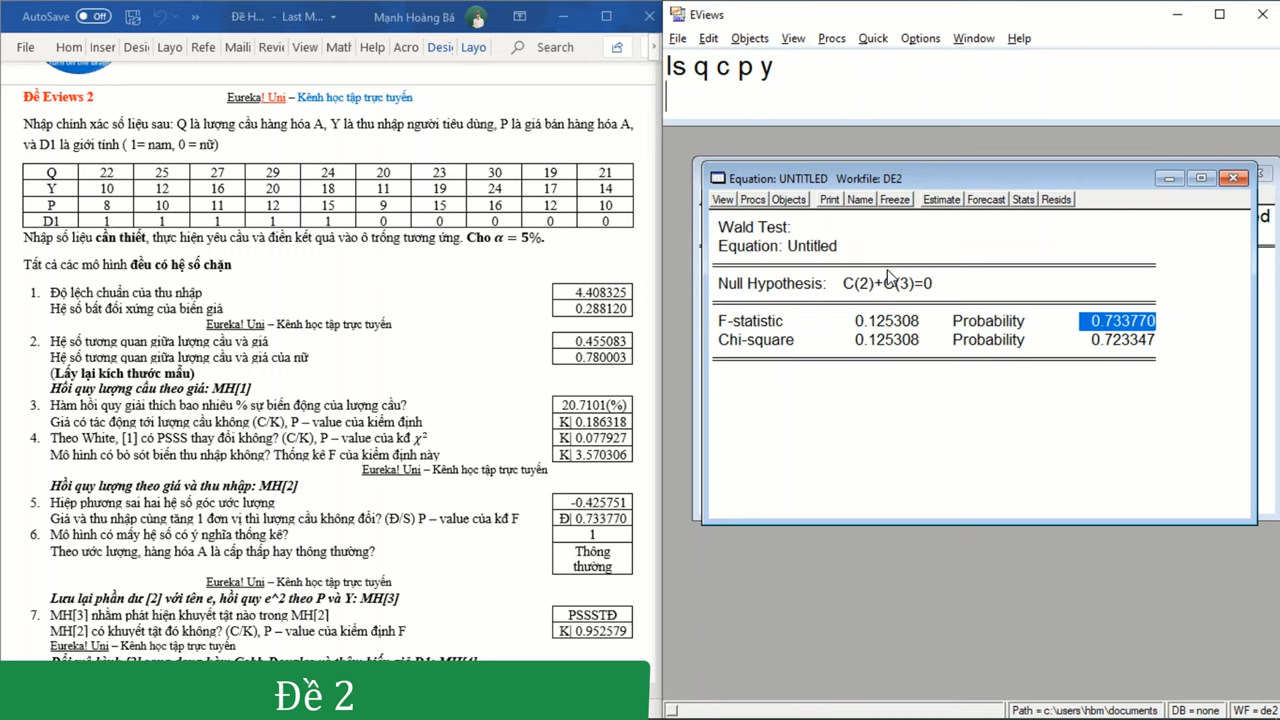 AutoSave Off » Đề H... - Last M... Mạnh Hoàng Bá
File Hom Inser Desi Layo Refe Maili Revi View Math Help Acro Desi Layo Search
Đề Eviews 2 Eureka! Uni – Kênh học tập trực tuyến
Nhập chính xác số liệu sau: Q là lượng cầu hàng hóa A, Y là thu nhập người tiêu dùng, P là giá bán hàng hóa A,
và D1 là giới tính ( 1= nam, 0 = nữ)
Q 22 25 27 29 24 20 23 30 19 21
Y 10 12 16 20 18 11 19 24 17 14
P 8 10 11 12 15 9 15 16 12 10
D1 1 1 1 1 1 0 0 0 0 0
Nhập số liệu cần thiết, thực hiện yêu cầu và điền kết quả vào ô trống tương ứng. Cho α = 5%.
Tất cả các mô hình đều có hệ số chặn
1. Độ lệch chuẩn của thu nhập 4.408325
Hệ số bất đối xứng của biến giá 0.288120
Eureka! Uni – Kênh học tập trực tuyến
2. Hệ số tương quan giữa lượng cầu và giá 0.455083
Hệ số tương quan giữa lượng cầu và giá của nữ 0.780003
(Lấy lại kích thước mẫu)
Hồi quy lượng cầu theo giá: MH[1]
3. Hàm hồi quy giải thích bao nhiêu % sự biến động của lượng cầu? 20.7101(%)
Giá có tác động tới lượng cầu không (C/K), P – value của kiểm định K| 0.186318
4. Theo White, [1] có PSSS thay đổi không? (C/K), P – value của kđ χ² K| 0.077927
Mô hình có bỏ sót biến thu nhập không? Thống kê F của kiểm định này K| 3.570306
Eureka! Uni – Kênh học tập trực tuyến
Hồi quy lượng theo giá và thu nhập: MH[2]
5. Hiệp phương sai hai hệ số góc ước lượng -0.425751
Giá và thu nhập cùng tăng 1 đơn vị thì lượng cầu không đổi? (Đ/S) P – value của kđ F Đ| 0.733770
6. Mô hình có mấy hệ số có ý nghĩa thống kê? 1
Theo ước lượng, hàng hóa A là cấp thấp hay thông thường? Thông
thường
Eureka! Uni – Kênh học tập trực tuyến
Lưu lại phần dư [2] với tên e, hồi quy e^2 theo P và Y: MH[3]
7. MH[3] nhằm phát hiện khuyết tật nào trong MH[2] PSSSTĐ
MH[2] có khuyết tật đó không? (C/K), P – value của kiểm định F K| 0.952579
Eureka! Uni – Kênh học tập trực tuyến
Đề 2
EViews
File Edit Objects View Procs Quick Options Window Help
ls q c p y
Equation: UNTITLED Workfile: DE2
View Procs Objects Print Name Freeze Estimate Forecast Stats Resids
ed
Wald Test:
Equation: Untitled
Null Hypothesis: C(2)+C(3)=0
F-statistic 0.125308 Probability 0.733770
Chi-square 0.125308 Probability 0.723347
Path = c:\users\hbm\documents DB = none WF = de2